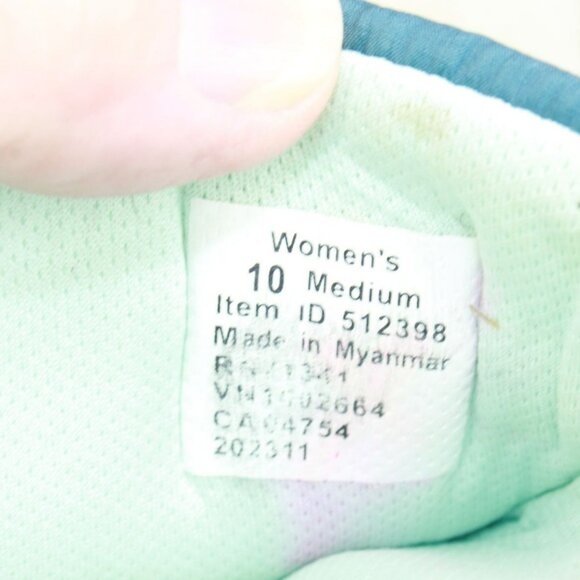 Women's
10 Medium
Item ID 512398
Made in Myanmar
CA04754
202311